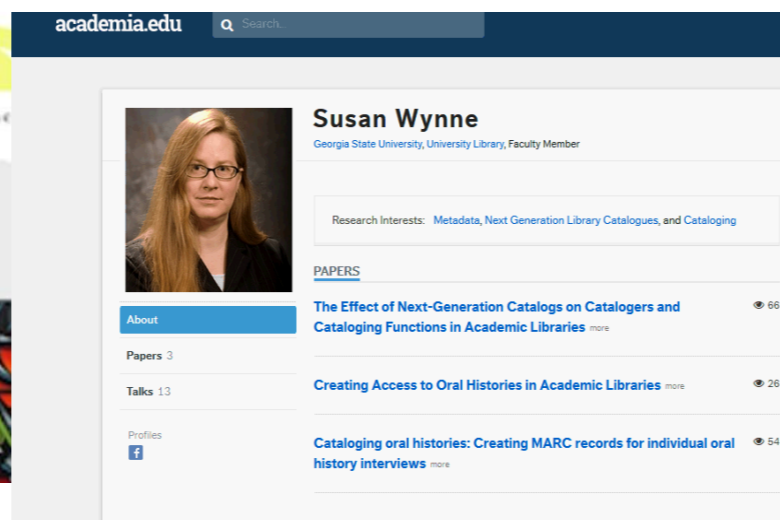 academia.edu
Search...
Susan Wynne
Georgia State University, University Library, Faculty Member
Research Interests: Metadata, Next Generation Library Catalogues, and Cataloging
PAPERS
The Effect of Next-Generation Catalogs on Catalogers and
Cataloging Functions in Academic Libraries more
66
Creating Access to Oral Histories in Academic Libraries more
26
Cataloging oral histories: Creating MARC records for individual oral
history interviews more
54
About
Papers 3
Talks 13
Profiles
f